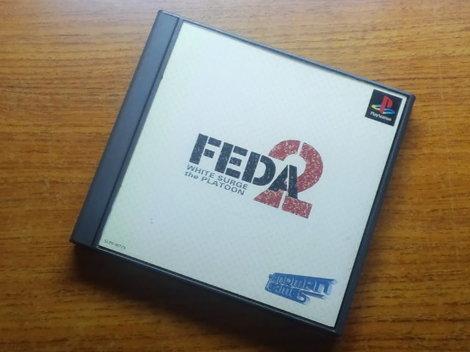 PlayStation
FEDA 2
WHITE SURGE
the PLATOON